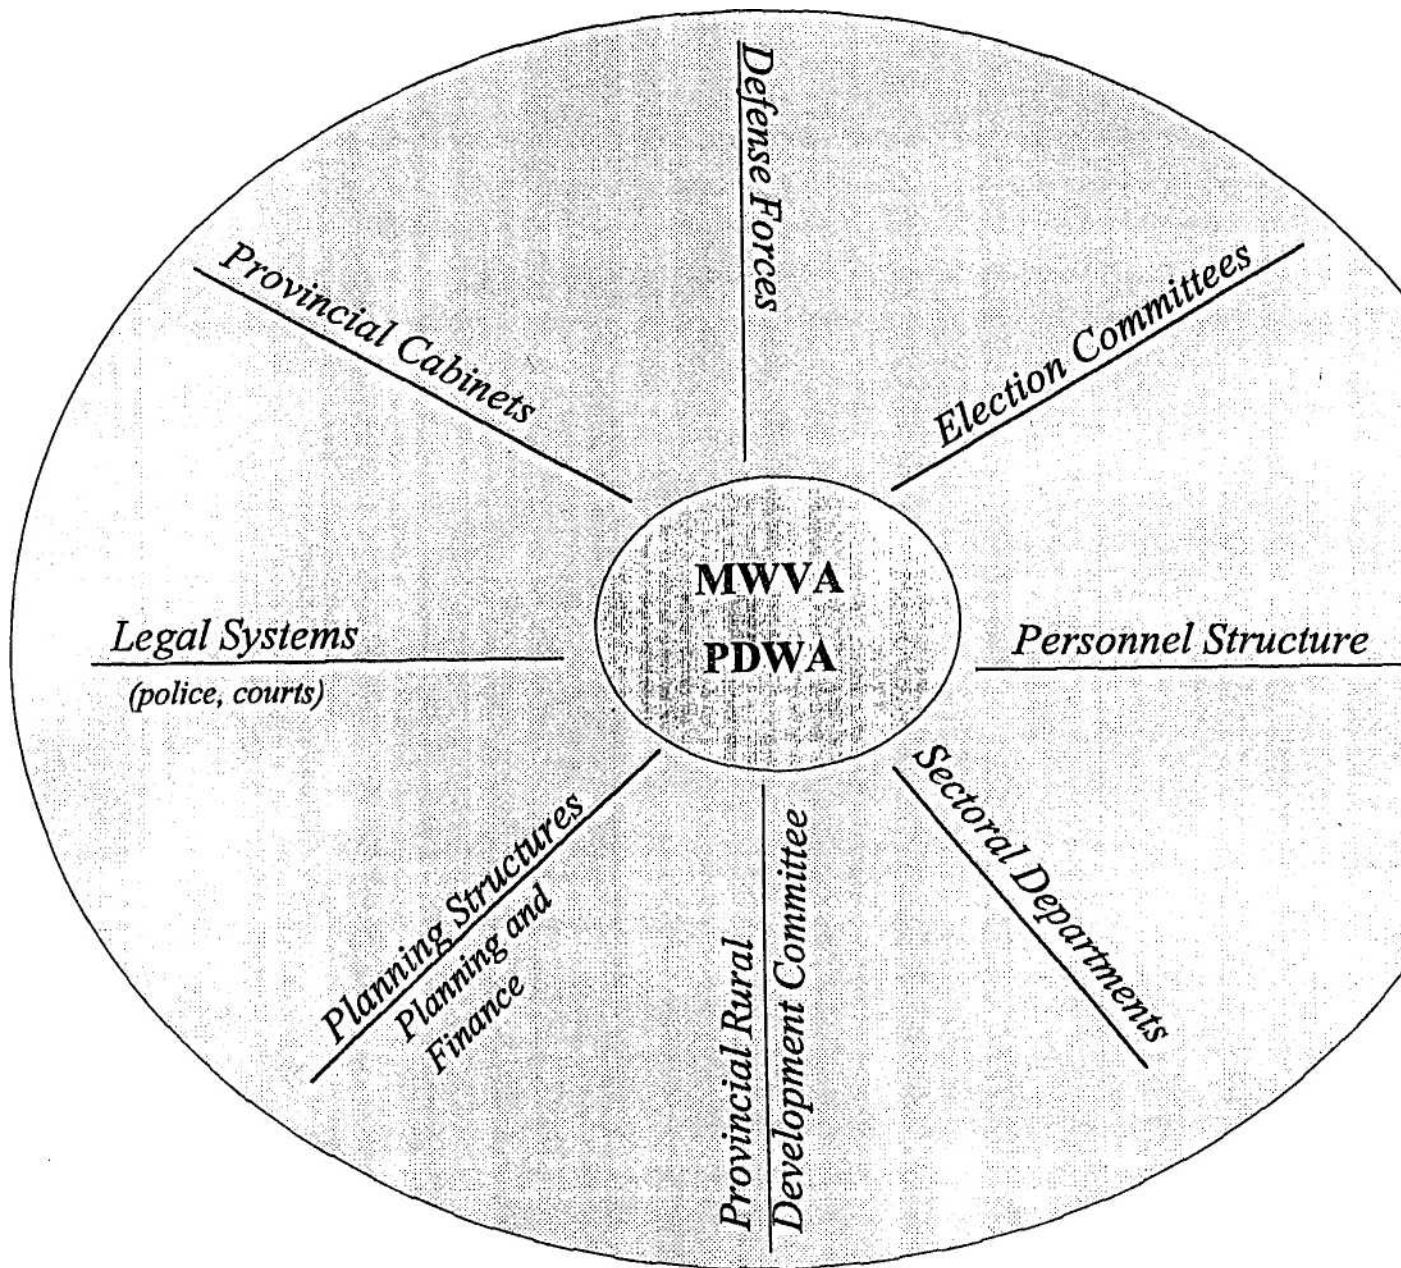 Defense Forces
Provincial Cabinets
Election Committees
MWVA
PDWA
Legal Systems
(police, courts)
Personnel Structure
Planning Structures
Planning and
Finance
Provincial Rural
Development Committee
Sectoral Departments